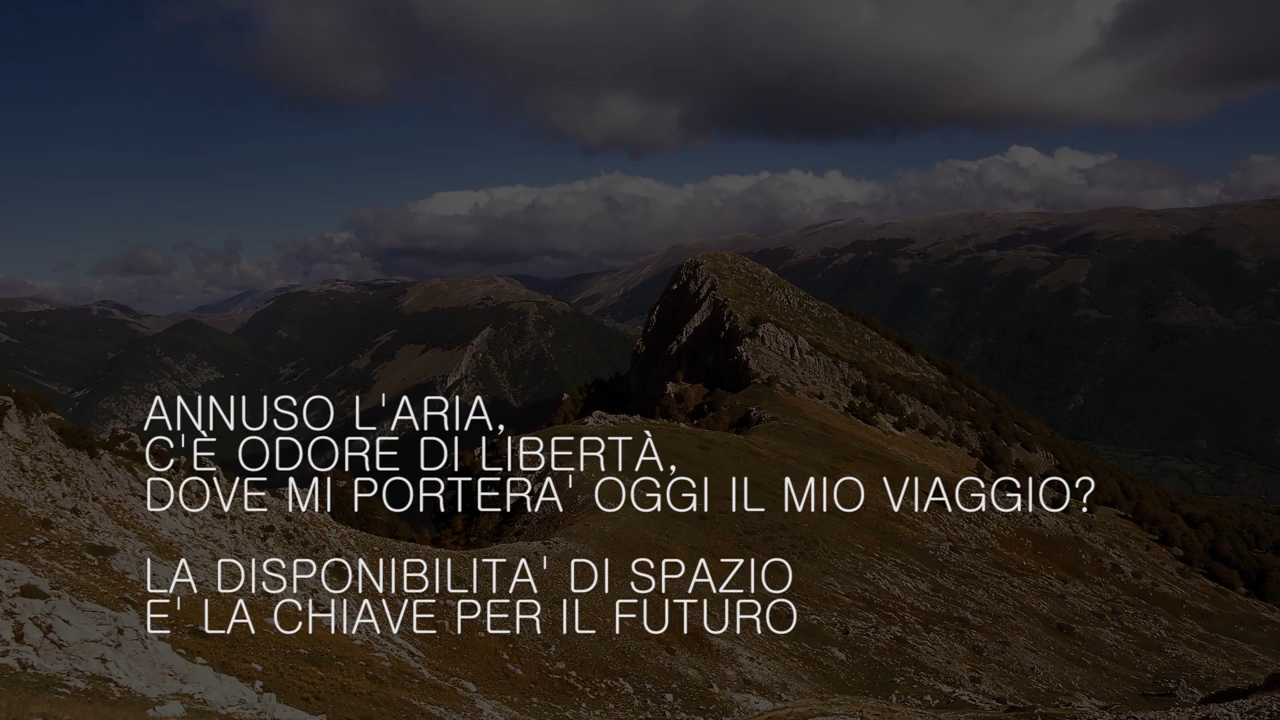 ANNUSO L'ARIA,
C'È ODORE DI LIBERTÀ,
DOVE MI PORTERA' OGGI IL MIO VIAGGIO?
LA DISPONIBILITA' DI SPAZIO
E' LA CHIAVE PER IL FUTURO